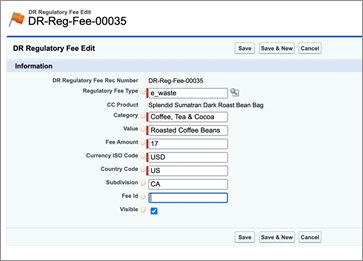 DR Regulatory Fee Edit
DR-Reg-Fee-00035
DR Regulatory Fee Edit
Save Save & New Cancel
Information
DR Regulatory Fee Rec Number DR-Reg-Fee-00035
Regulatory Fee Type e_waste
CC Product Splendid Sumatran Dark Roast Bean Bag
Category Coffee, Tea & Cocoa
Value Roasted Coffee Beans
Fee Amount 17
Currency ISO Code USD
Country Code US
Subdivision CA
Fee Id
Visible
Save Save & New Cancel